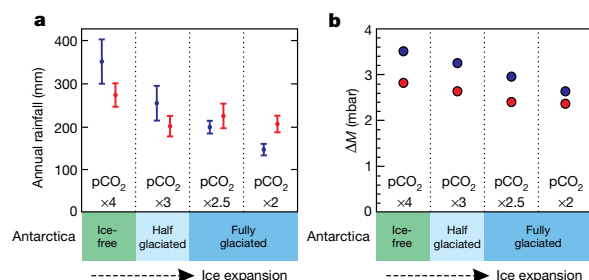 a
Annual rainfall (mm)
400
300
200
100
0
pCO2
×4
pCO2
×3
pCO2
×2.5
pCO2
×2
Antarctica
Ice-
free
Half
glaciated
Fully
glaciated
Ice expansion
b
ΔM (mbar)
4
3
2
1
0
pCO2
×4
pCO2
×3
pCO2
×2.5
pCO2
×2
Antarctica
Ice-
free
Half
glaciated
Fully
glaciated
Ice expansion